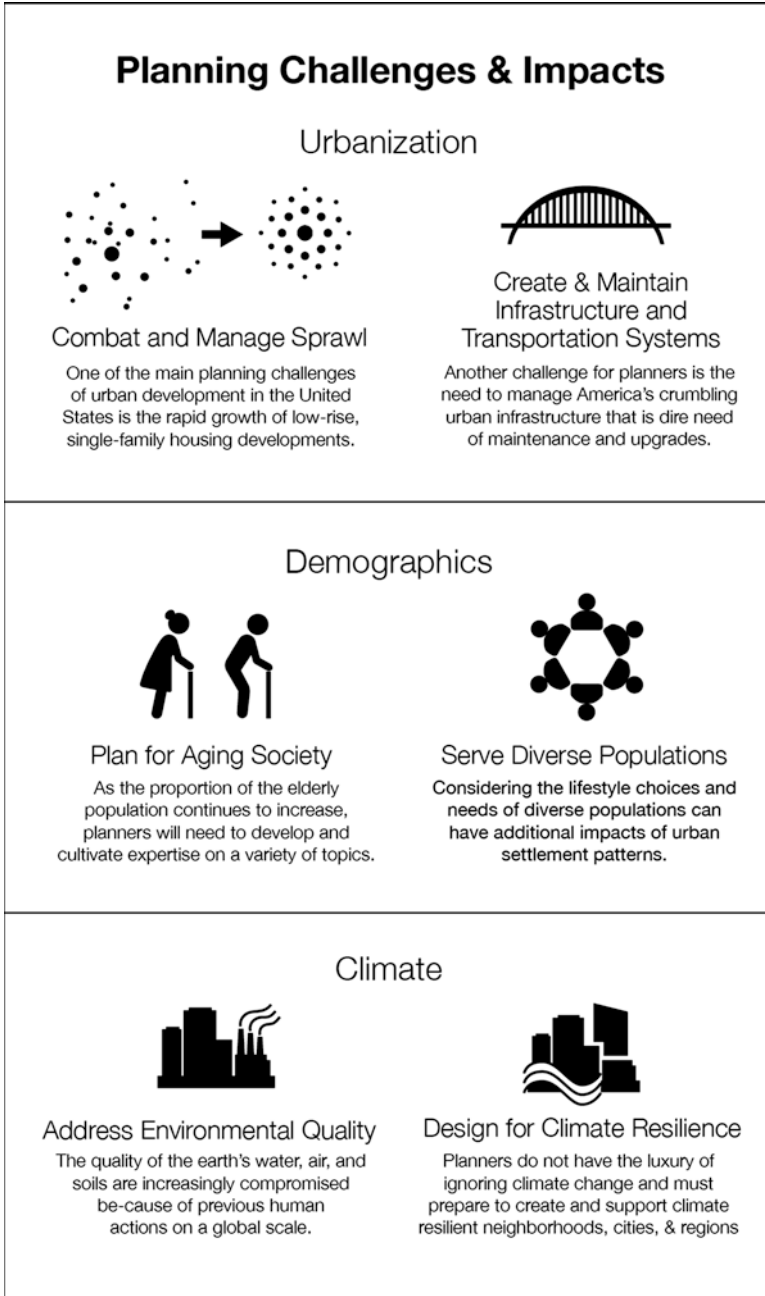 Planning Challenges & Impacts
Urbanization
Combat and Manage Sprawl
One of the main planning challenges
of urban development in the United
States is the rapid growth of low-rise,
single-family housing developments.
Create & Maintain
Infrastructure and
Transportation Systems
Another challenge for planners is the
need to manage America's crumbling
urban infrastructure that is dire need
of maintenance and upgrades.
Demographics
Plan for Aging Society
As the proportion of the elderly
population continues to increase,
planners will need to develop and
cultivate expertise on a variety of topics.
Serve Diverse Populations
Considering the lifestyle choices and
needs of diverse populations can
have additional impacts of urban
settlement patterns.
Climate
Address Environmental Quality
The quality of the earth's water, air, and
soils are increasingly compromised
be-cause of previous human
actions on a global scale.
Design for Climate Resilience
Planners do not have the luxury of
ignoring climate change and must
prepare to create and support climate
resilient neighborhoods, cities, & regions